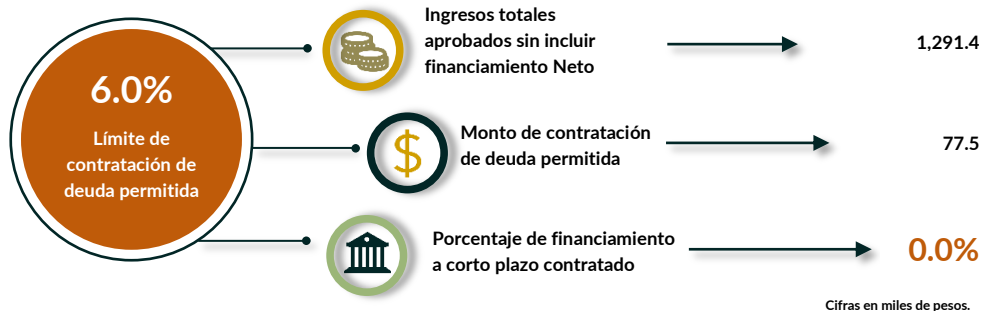 6.0%
Límite de
contratación de
deuda permitida
Ingresos totales
aprobados sin incluir
financiamiento Neto
1,291.4
$
Monto de contratación
de deuda permitida
77.5
Porcentaje de financiamiento
a corto plazo contratado
0.0%
Cifras en miles de pesos.